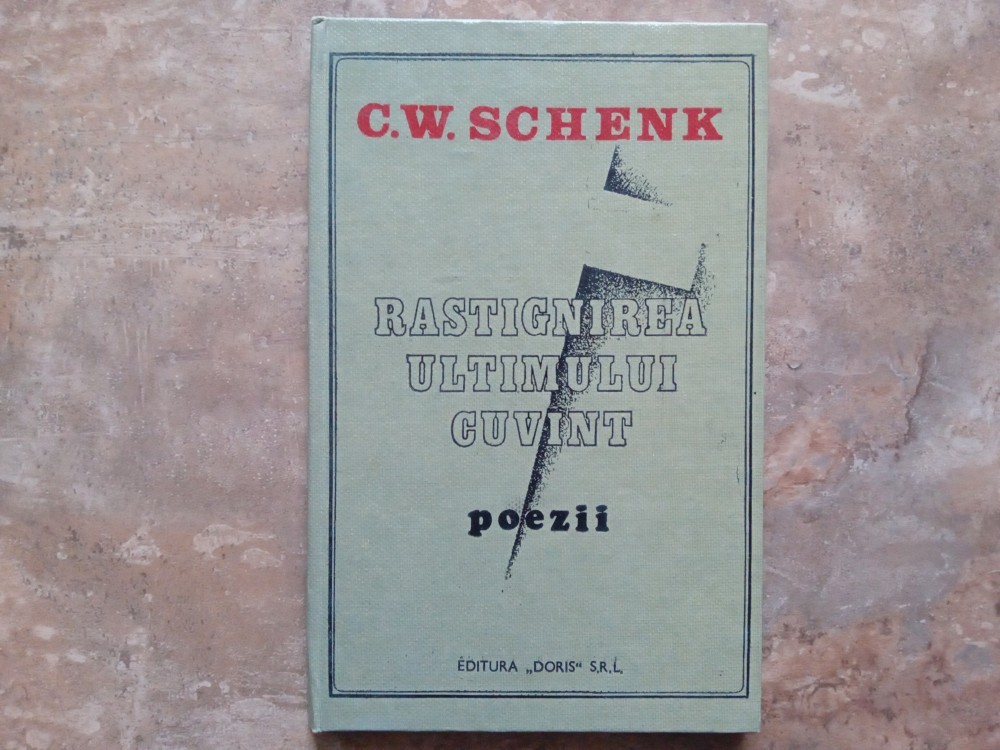 C.W. SCHENK
RASTIGNIREA
ULTIMULUI
CUVINT
poezii
EDITURA „DORIS“ S.R.L.